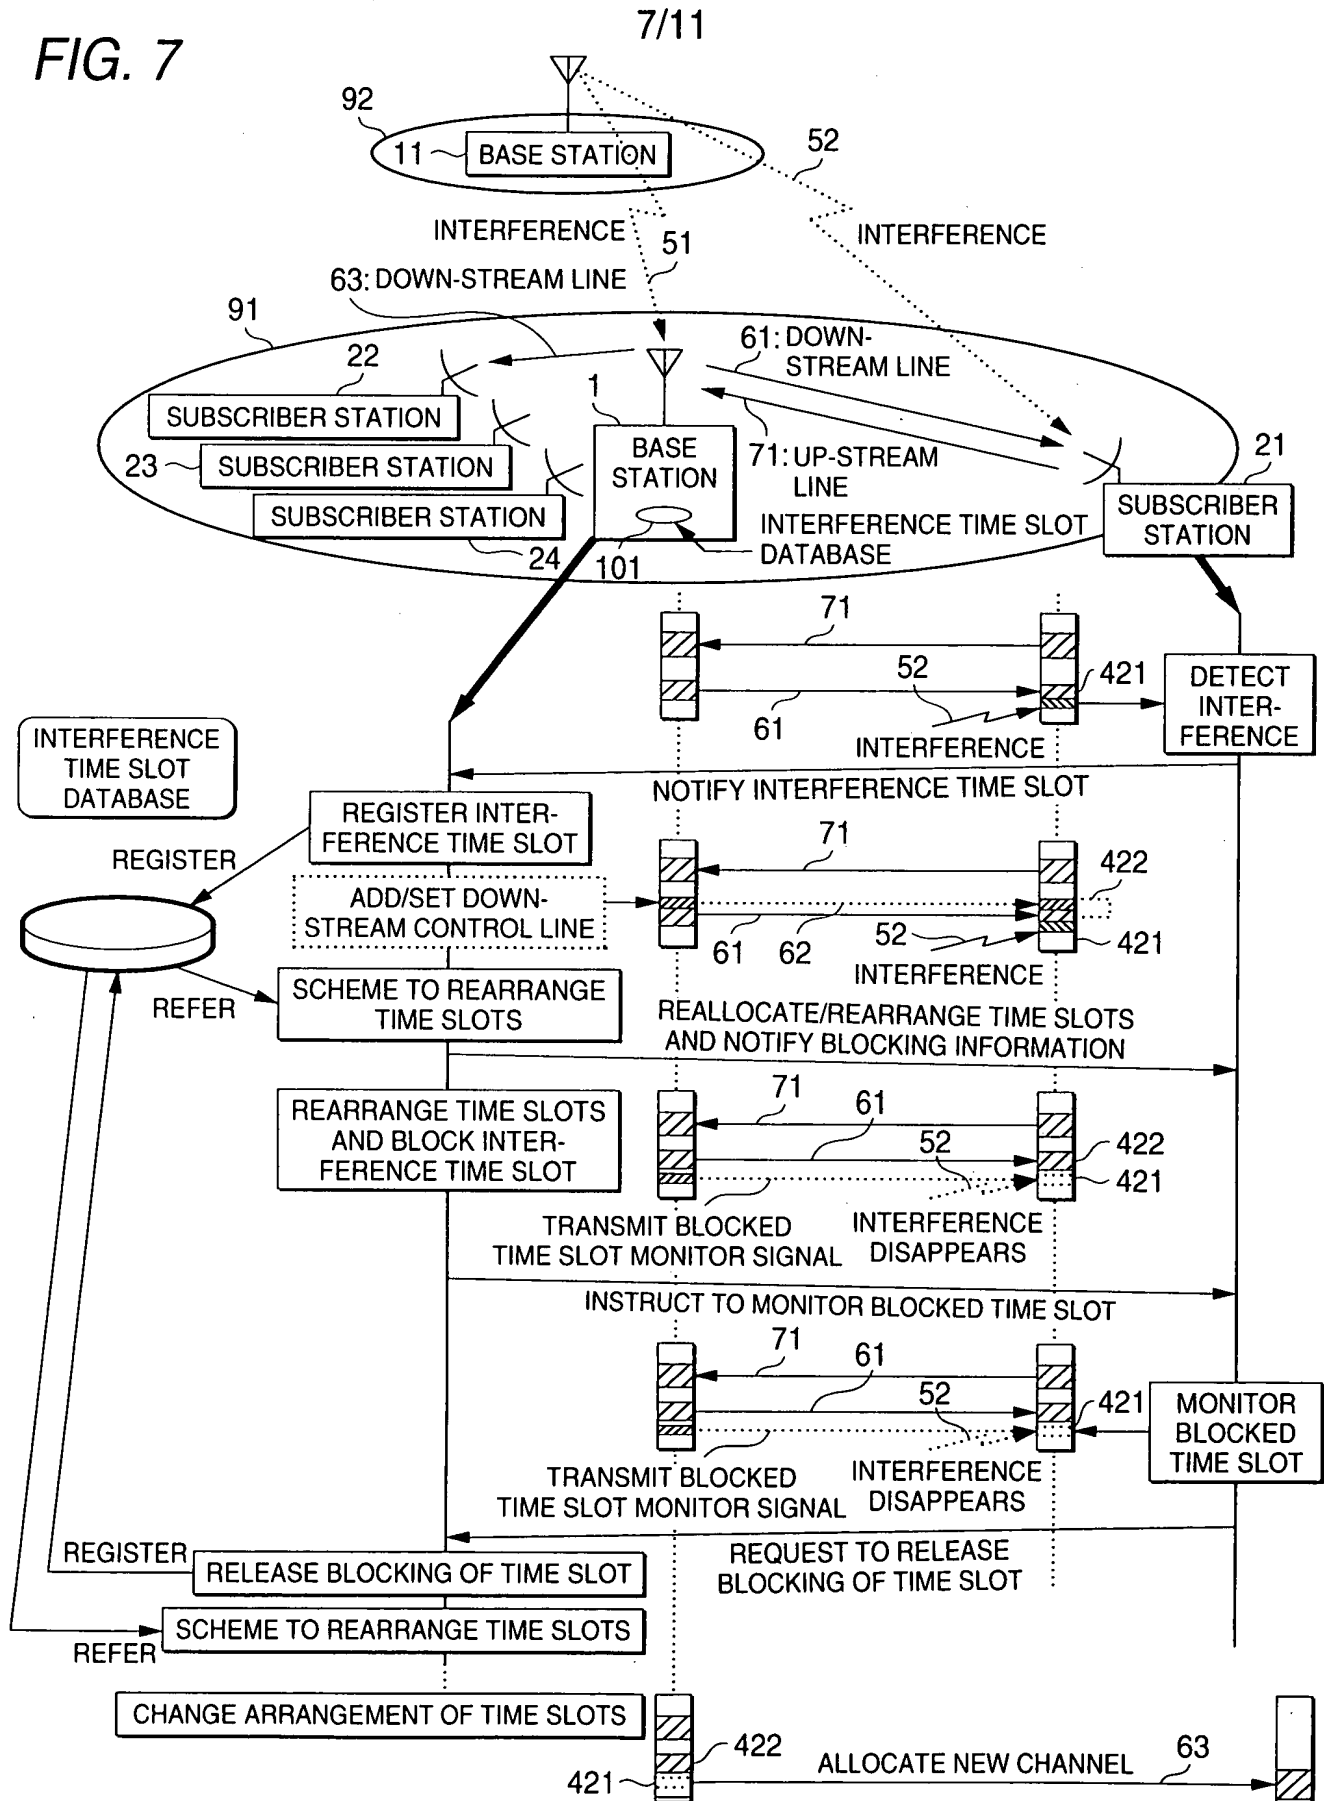 7/11
FIG. 7
92
11
BASE STATION
52
INTERFERENCE
51
INTERFERENCE
63: DOWN-STREAM LINE
91
22
SUBSCRIBER STATION
23
SUBSCRIBER STATION
SUBSCRIBER STATION
24
1
BASE
STATION
101
61: DOWN-
STREAM LINE
71: UP-STREAM
LINE
INTERFERENCE TIME SLOT
DATABASE
21
SUBSCRIBER
STATION
71
52
421
61
INTERFERENCE
DETECT
INTER-
FERENCE
INTERFERENCE
TIME SLOT
DATABASE
NOTIFY INTERFERENCE TIME SLOT
REGISTER INTER-
FERENCE TIME SLOT
REGISTER
71
422
ADD/SET DOWN-
STREAM CONTROL LINE
61
62
52
421
INTERFERENCE
REFER
SCHEME TO REARRANGE
TIME SLOTS
REALLOCATE/REARRANGE TIME SLOTS
AND NOTIFY BLOCKING INFORMATION
REARRANGE TIME SLOTS
AND BLOCK INTER-
FERENCE TIME SLOT
71
61
52
422
421
TRANSMIT BLOCKED
TIME SLOT MONITOR SIGNAL
INTERFERENCE
DISAPPEARS
INSTRUCT TO MONITOR BLOCKED TIME SLOT
71
61
52
421
MONITOR
BLOCKED
TIME SLOT
TRANSMIT BLOCKED
TIME SLOT MONITOR SIGNAL
INTERFERENCE
DISAPPEARS
REQUEST TO RELEASE
BLOCKING OF TIME SLOT
REGISTER
RELEASE BLOCKING OF TIME SLOT
REFER
SCHEME TO REARRANGE TIME SLOTS
CHANGE ARRANGEMENT OF TIME SLOTS
422
421
ALLOCATE NEW CHANNEL
63